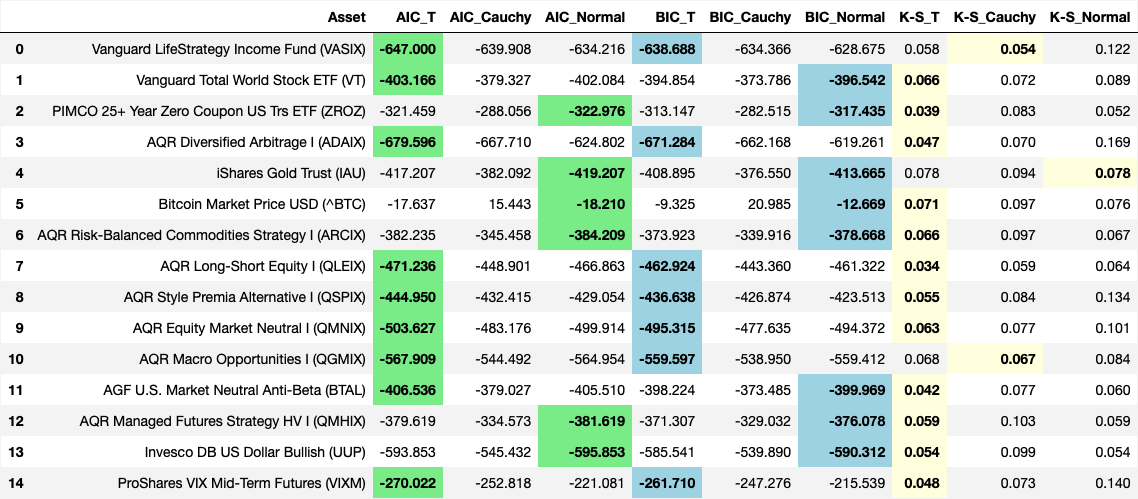 Asset AIC_T AIC_Cauchy AIC_Normal BIC_T BIC_Cauchy BIC_Normal K-S_T K-S_Cauchy K-S_Normal
0 Vanguard LifeStrategy Income Fund (VASIX) -647.000 -639.908 -634.216 -638.688 -634.366 -628.675 0.058 0.054 0.122
1 Vanguard Total World Stock ETF (VT) -403.166 -379.327 -402.084 -394.854 -373.786 -396.542 0.066 0.072 0.089
2 PIMCO 25+ Year Zero Coupon US Trs ETF (ZROZ) -321.459 -288.056 -322.976 -313.147 -282.515 -317.435 0.039 0.083 0.052
3 AQR Diversified Arbitrage I (ADAIX) -679.596 -667.710 -624.802 -671.284 -662.168 -619.261 0.047 0.070 0.169
4 iShares Gold Trust (IAU) -417.207 -382.092 -419.207 -408.895 -376.550 -413.665 0.078 0.094 0.078
5 Bitcoin Market Price USD (^BTC) -17.637 15.443 -18.210 -9.325 20.985 -12.669 0.071 0.097 0.076
6 AQR Risk-Balanced Commodities Strategy I (ARCIX) -382.235 -345.458 -384.209 -373.923 -339.916 -378.668 0.066 0.097 0.067
7 AQR Long-Short Equity I (QLEIX) -471.236 -448.901 -466.863 -462.924 -443.360 -461.322 0.034 0.059 0.064
8 AQR Style Premia Alternative I (QSPIX) -444.950 -432.415 -429.054 -436.638 -426.874 -423.513 0.055 0.084 0.134
9 AQR Equity Market Neutral I (QMNIX) -503.627 -483.176 -499.914 -495.315 -477.635 -494.372 0.063 0.077 0.101
10 AQR Macro Opportunities I (QGMIX) -567.909 -544.492 -564.954 -559.597 -538.950 -559.412 0.068 0.067 0.084
11 AGF U.S. Market Neutral Anti-Beta (BTAL) -406.536 -379.027 -405.510 -398.224 -373.485 -399.969 0.042 0.077 0.060
12 AQR Managed Futures Strategy HV I (QMHIX) -379.619 -334.573 -381.619 -371.307 -329.032 -376.078 0.059 0.103 0.059
13 Invesco DB US Dollar Bullish (UUP) -593.853 -545.432 -595.853 -585.541 -539.890 -590.312 0.054 0.099 0.054
14 ProShares VIX Mid-Term Futures (VIXM) -270.022 -252.818 -221.081 -261.710 -247.276 -215.539 0.048 0.073 0.140